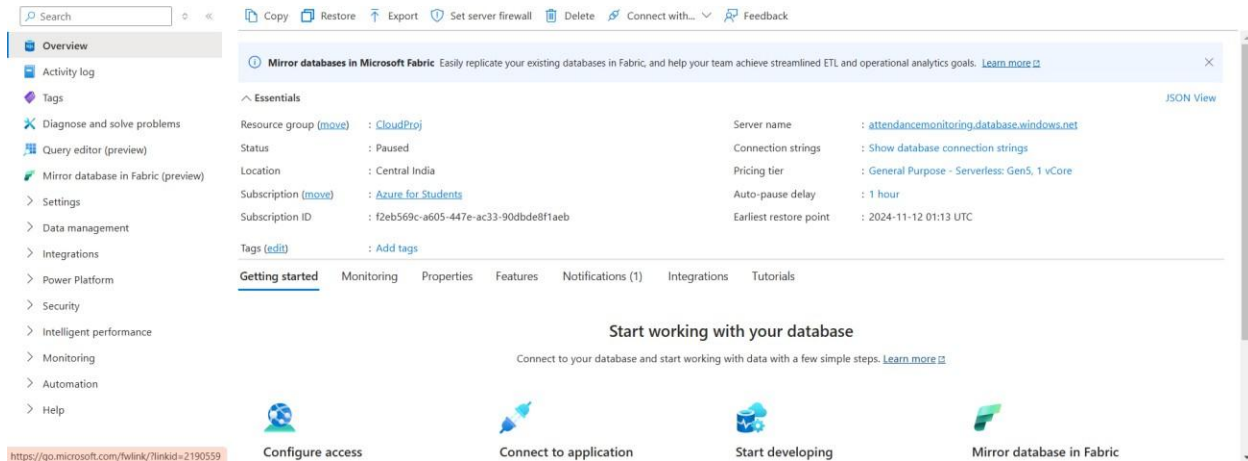 Search
Copy Restore Export Set server firewall Delete Connect with... Feedback
Overview
Activity log
Tags
Diagnose and solve problems
Query editor (preview)
Mirror database in Fabric (preview)
Settings
Data management
Integrations
Power Platform
Security
Intelligent performance
Monitoring
Automation
Help
Mirror databases in Microsoft Fabric Easily replicate your existing databases in Fabric, and help your team achieve streamlined ETL and operational analytics goals. Learn more
Essentials
JSON View
Resource group (move) : CloudProj
Status : Paused
Location : Central India
Subscription (move) : Azure for Students
Subscription ID : f2eb569c-a605-447e-ac33-90dbde8f1aeb
Server name : attendancemonitoring.database.windows.net
Connection strings : Show database connection strings
Pricing tier : General Purpose - Serverless: Gen5, 1 vCore
Auto-pause delay : 1 hour
Earliest restore point : 2024-11-12 01:13 UTC
Tags (edit) : Add tags
Getting started Monitoring Properties Features Notifications (1) Integrations Tutorials
Start working with your database
Connect to your database and start working with data with a few simple steps. Learn more
Configure access Connect to application Start developing Mirror database in Fabric
https://go.microsoft.com/fwlink/?linkid=2190559